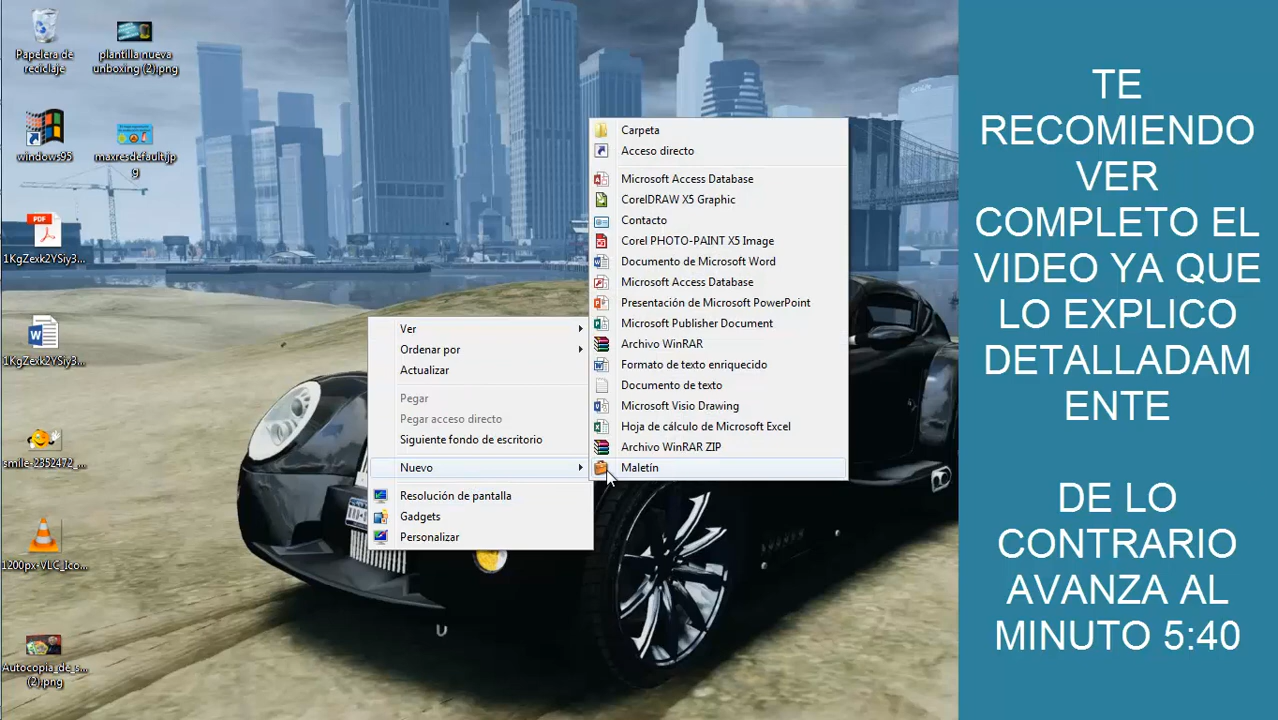 Papelera de
reciclaje
plantilla nueva
unboxing (2).png
windows95
maxresdefault.jp
g
PDF
1KgZexk2YSiy3...
1KgZexk2YSiy3...
smile-2352472_...
1200px-VLC_Ico...
Autocopia_de_s...
(2).png
Ver
Ordenar por
Actualizar
Pegar
Pegar acceso directo
Siguiente fondo de escritorio
Nuevo
Resolución de pantalla
Gadgets
Personalizar
Carpeta
Acceso directo
Microsoft Access Database
CorelDRAW X5 Graphic
Contacto
Corel PHOTO-PAINT X5 Image
Documento de Microsoft Word
Microsoft Access Database
Presentación de Microsoft PowerPoint
Microsoft Publisher Document
Archivo WinRAR
Formato de texto enriquecido
Documento de texto
Microsoft Visio Drawing
Hoja de cálculo de Microsoft Excel
Archivo WinRAR ZIP
Maletín
TE
RECOMIENDO
VER
COMPLETO EL
VIDEO YA QUE
LO EXPLICO
DETALLADAM
ENTE
DE LO
CONTRARIO
AVANZA AL
MINUTO 5:40